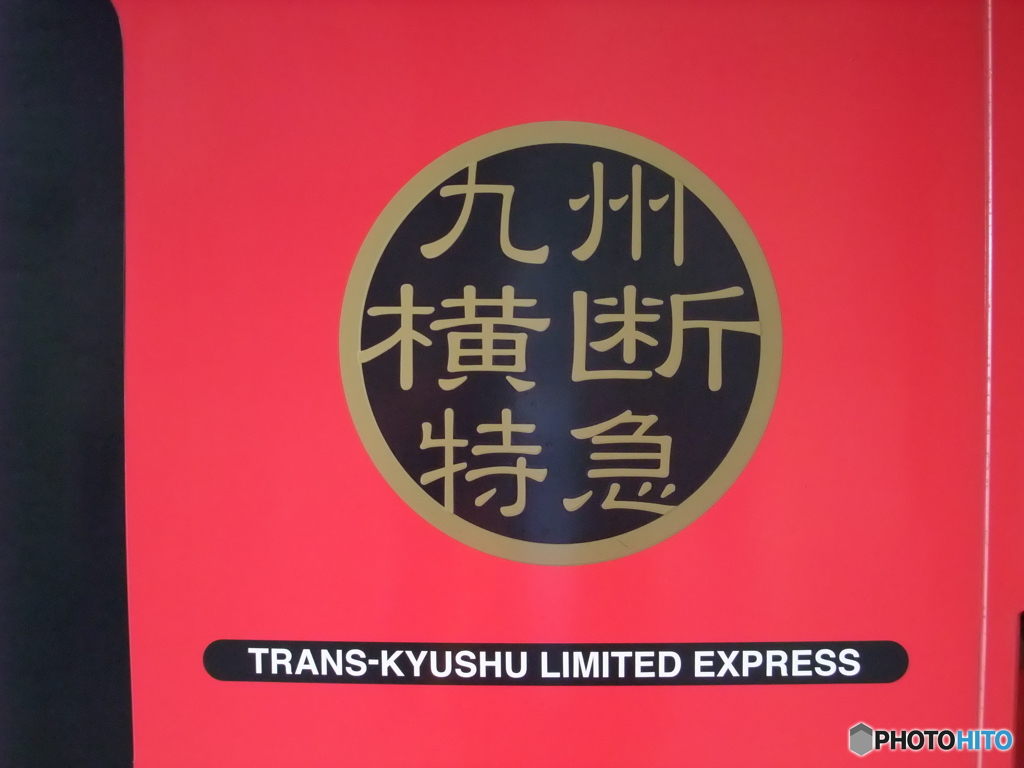 九州
横断
特急
TRANS-KYUSHU LIMITED EXPRESS
PHOTOHITO